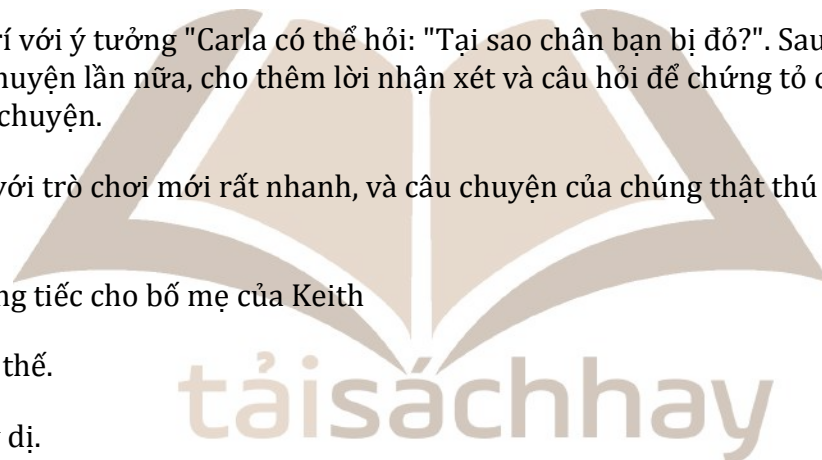 rí với ý tưởng "Carla có thể hỏi: "Tại sao chân bạn bị đỏ?". Sau
huyện lần nữa, cho thêm lời nhận xét và câu hỏi để chứng tỏ c
chuyện.
với trò chơi mới rất nhanh, và câu chuyện của chúng thật thú
ng tiếc cho bố mẹ của Keith
thế.
tảisáchhay
dị.